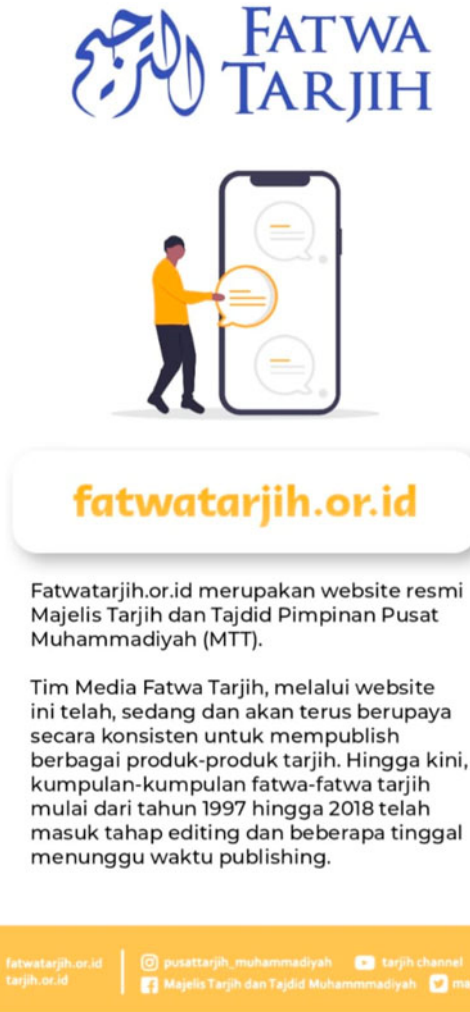 الترجيح
FATWA
TARJIH
fatwatarjih.or.id
Fatwatarjih.or.id merupakan website resmi
Majelis Tarjih dan Tajdid Pimpinan Pusat
Muhammadiyah (MTT).
Tim Media Fatwa Tarjih, melalui website
ini telah, sedang dan akan terus berupaya
secara konsisten untuk mempublish
berbagai produk-produk tarjih. Hingga kini,
kumpulan-kumpulan fatwa-fatwa tarjih
mulai dari tahun 1997 hingga 2018 telah
masuk tahap editing dan beberapa tinggal
menunggu waktu publishing.
fatwatarjih.or.id
tarjih.or.id
pusattarjih_muhammadiyah
tarjih channel
Majelis Tarjih dan Tajdid Muhammmadiyah